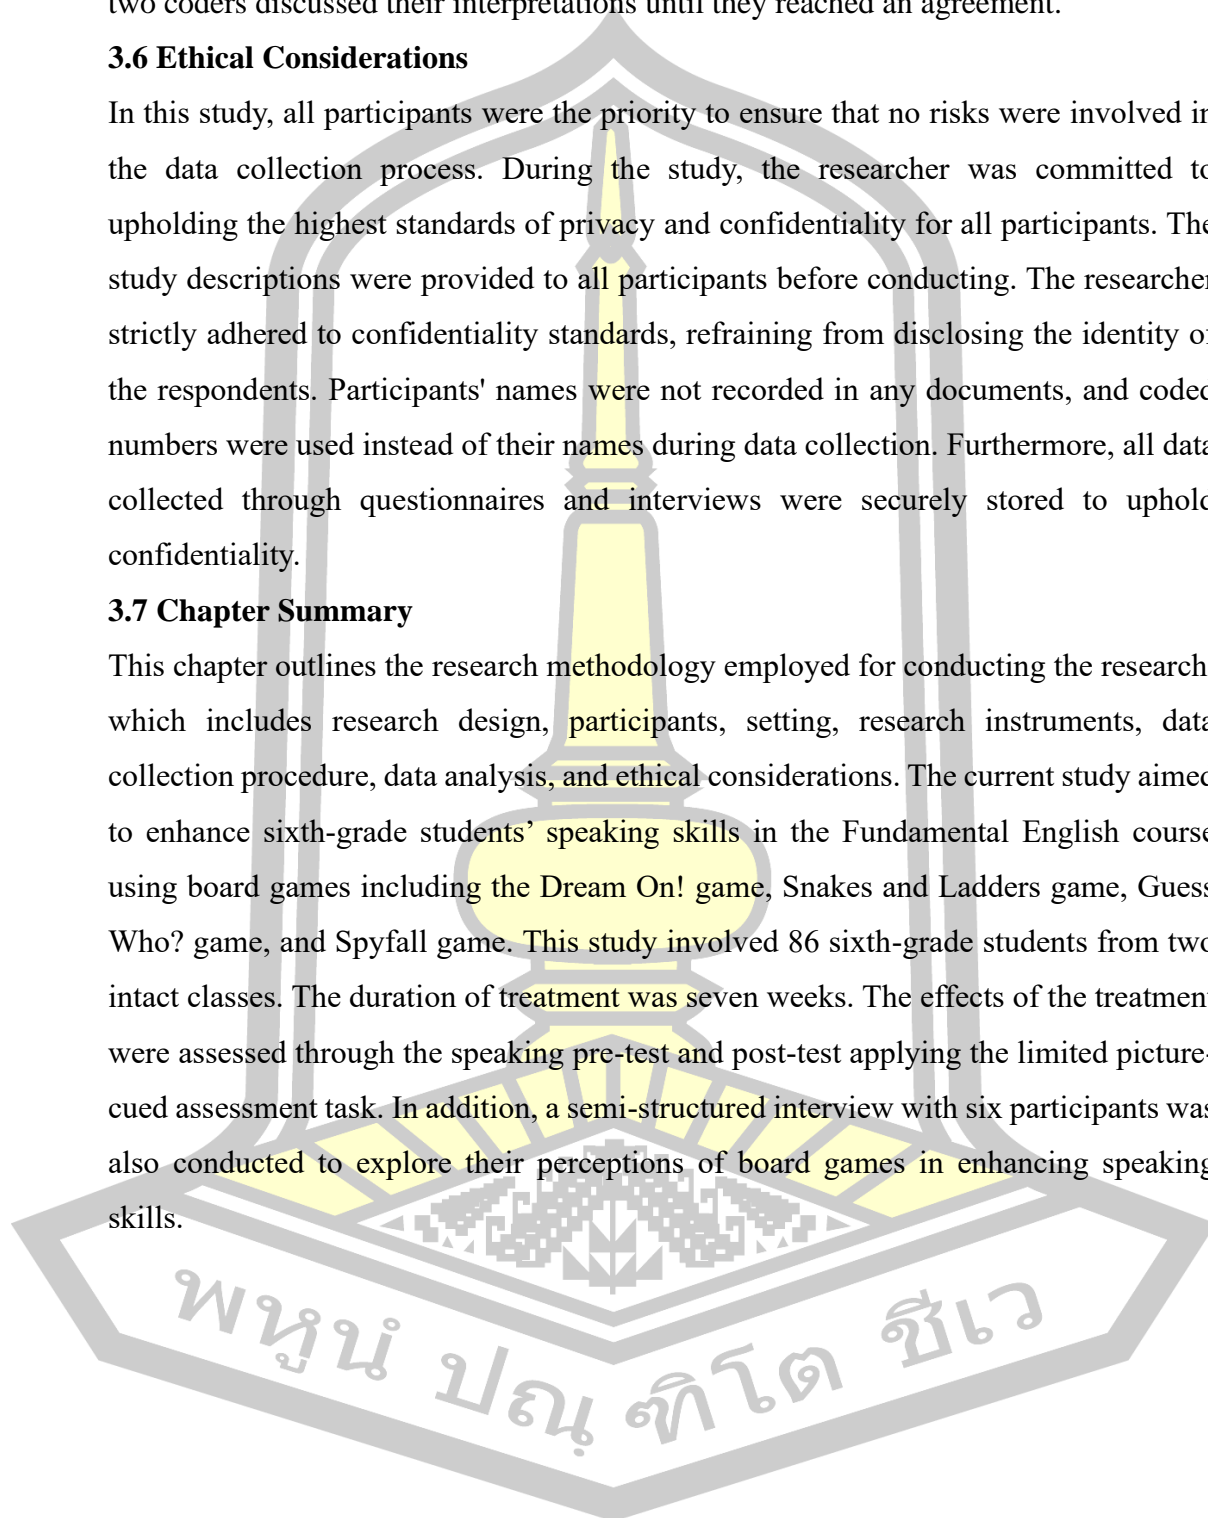 two coders discussed their interpretations until they reached an agreement.
3.6 Ethical Considerations
In this study, all participants were the priority to ensure that no risks were involved in
the data collection process. During the study, the researcher was committed to
upholding the highest standards of privacy and confidentiality for all participants. The
study descriptions were provided to all participants before conducting. The researcher
strictly adhered to confidentiality standards, refraining from disclosing the identity of
the respondents. Participants' names were not recorded in any documents, and coded
numbers were used instead of their names during data collection. Furthermore, all data
collected through questionnaires and interviews were securely stored to uphold
confidentiality.
3.7 Chapter Summary
This chapter outlines the research methodology employed for conducting the research
which includes research design, participants, setting, research instruments, data
collection procedure, data analysis, and ethical considerations. The current study aimed
to enhance sixth-grade students’ speaking skills in the Fundamental English course
using board games including the Dream On! game, Snakes and Ladders game, Guess
Who? game, and Spyfall game. This study involved 86 sixth-grade students from two
intact classes. The duration of treatment was seven weeks. The effects of the treatment
were assessed through the speaking pre-test and post-test applying the limited picture-
cued assessment task. In addition, a semi-structured interview with six participants was
also conducted to explore their perceptions of board games in enhancing speaking
skills.
พหูนํ ปณฺฑิโต ชีเว